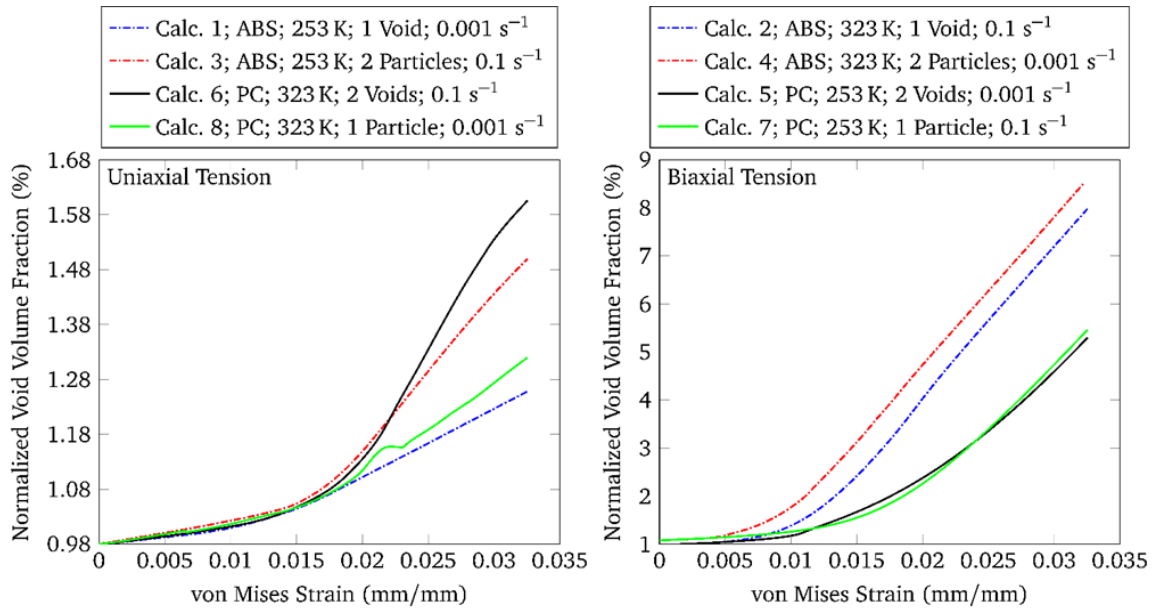 Calc. 1; ABS; 253 K; 1 Void; 0.001 s⁻¹
Calc. 3; ABS; 253 K; 2 Particles; 0.1 s⁻¹
Calc. 6; PC; 323 K; 2 Voids; 0.1 s⁻¹
Calc. 8; PC; 323 K; 1 Particle; 0.001 s⁻¹
Uniaxial Tension
Normalized Void Volume Fraction (%)
1.68
1.58
1.48
1.38
1.28
1.18
1.08
0.98
0 0.005 0.01 0.015 0.02 0.025 0.03 0.035
von Mises Strain (mm/mm)
Calc. 2; ABS; 323 K; 1 Void; 0.1 s⁻¹
Calc. 4; ABS; 323 K; 2 Particles; 0.001 s⁻¹
Calc. 5; PC; 253 K; 2 Voids; 0.001 s⁻¹
Calc. 7; PC; 253 K; 1 Particle; 0.1 s⁻¹
Biaxial Tension
Normalized Void Volume Fraction (%)
9
8
7
6
5
4
3
2
1
0 0.005 0.01 0.015 0.02 0.025 0.03 0.035
von Mises Strain (mm/mm)